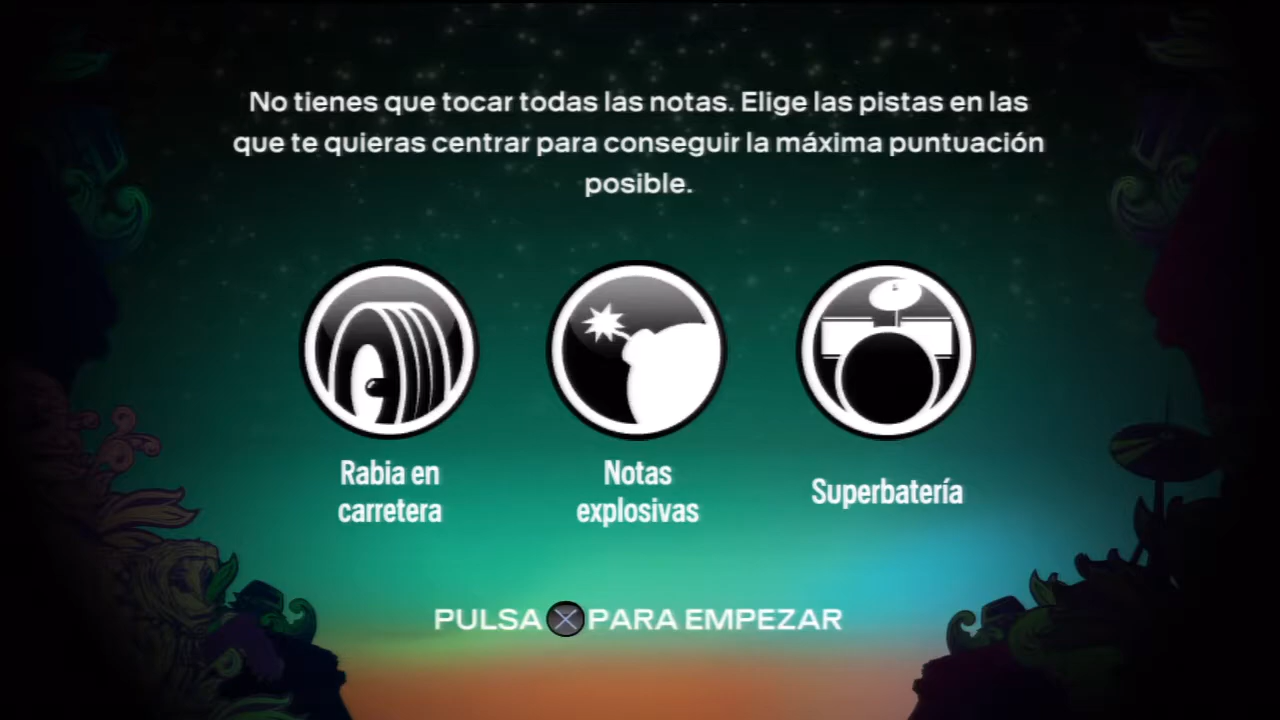 No tienes que tocar todas las notas. Elige las pistas en las
que te quieras centrar para conseguir la máxima puntuación
posible.
Rabia en
carretera
Notas
explosivas
Superbatería
PULSA PARA EMPEZAR